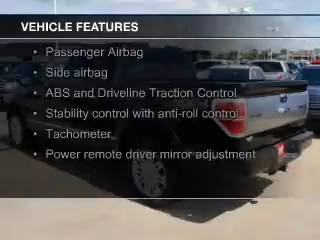 VEHICLE FEATURES
• Passenger Airbag
• Side airbag
• ABS and Driveline Traction Control
• Stability control with anti-roll control
• Tachometer
• Power remote driver mirror adjustment